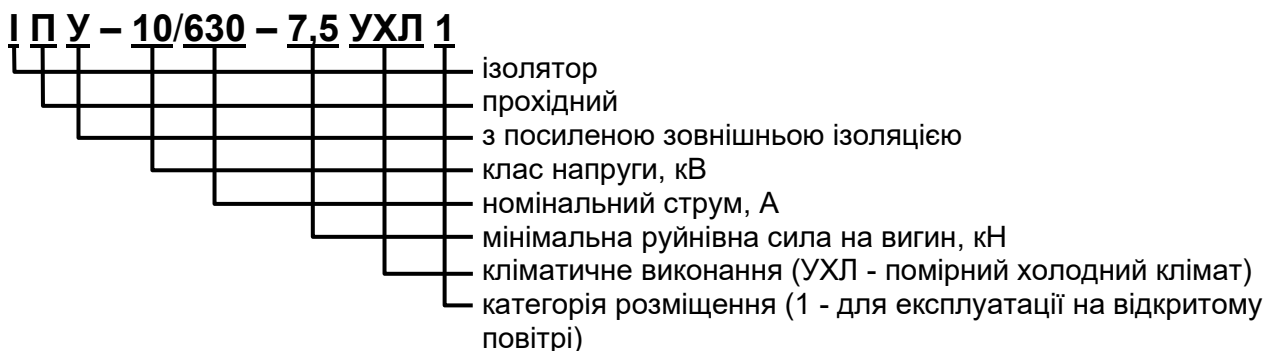 І П У – 10/630 – 7,5 УХЛ 1
ізолятор
прохідний
з посиленою зовнішньою ізоляцією
клас напруги, кВ
номінальний струм, А
мінімальна руйнівна сила на вигин, кН
кліматичне виконання (УХЛ - помірний холодний клімат)
категорія розміщення (1 - для експлуатації на відкритому
повітрі)